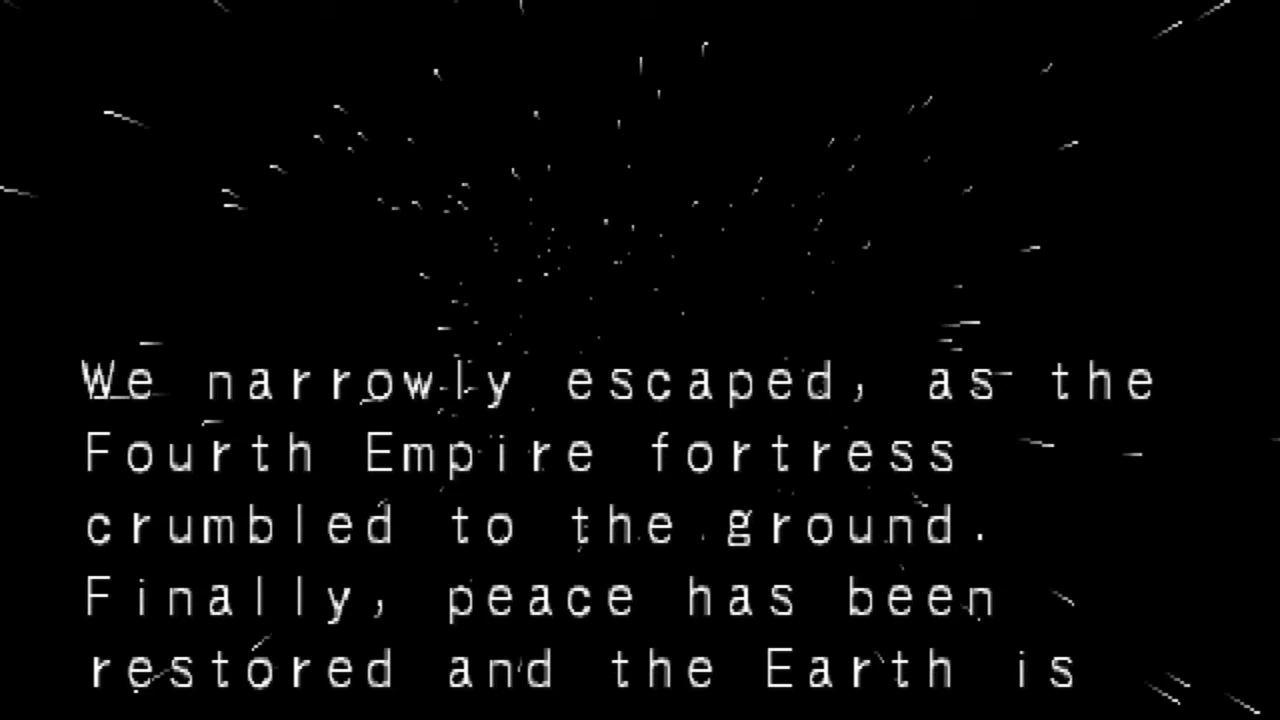 We narrowly escaped, as the
Fourth Empire fortress
crumbled to the ground.
Finally, peace has been
restored and the Earth is